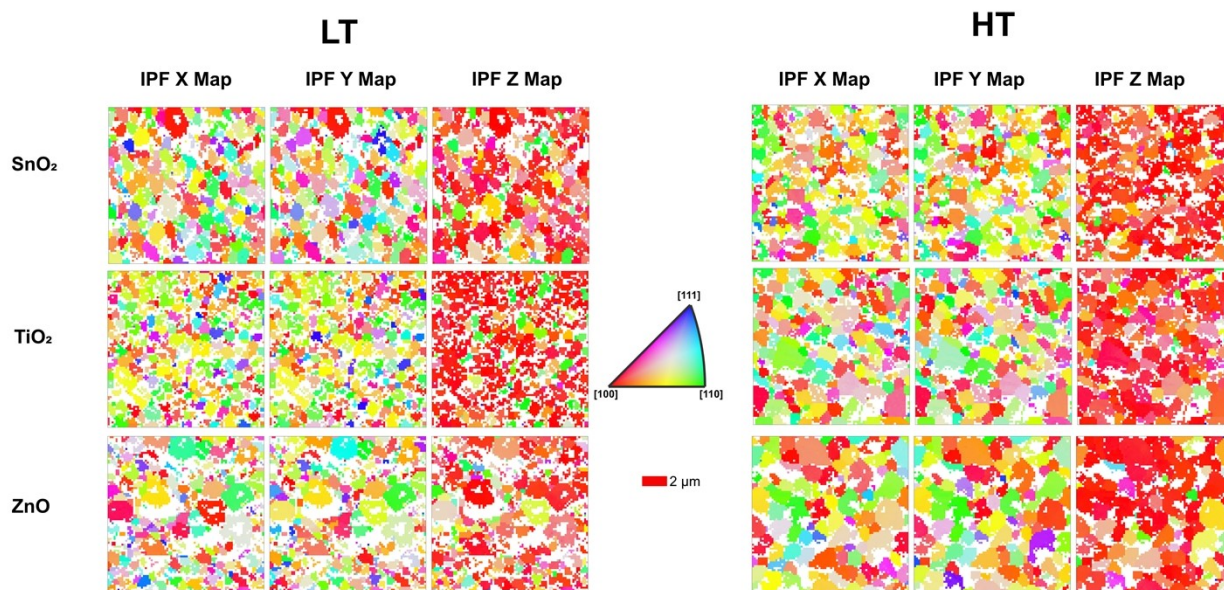 LT
HT
IPF X Map IPF Y Map IPF Z Map
IPF X Map IPF Y Map IPF Z Map
SnO₂
TiO₂
[111]
[100] [110]
2 μm
ZnO